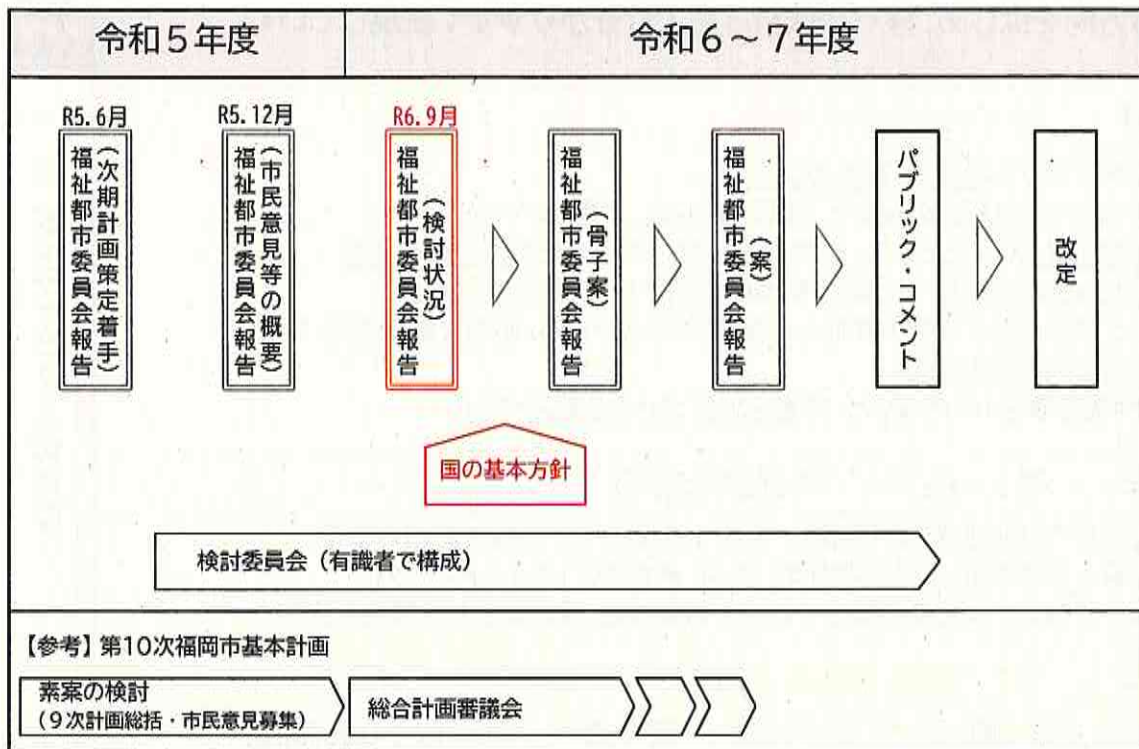 令和５年度
令和６～７年度
R5.6月
福祉都市委員会報告
（次期計画策定着手）
R5.12月
福祉都市委員会報告
（市民意見等の概要）
R6.9月
福祉都市委員会報告
（検討状況）
福祉都市委員会報告
（骨子案）
福祉都市委員会報告
（案）
パブリック・コメント
改定
国の基本方針
検討委員会（有識者で構成）
【参考】第10次福岡市基本計画
素案の検討
（９次計画総括・市民意見募集）
総合計画審議会